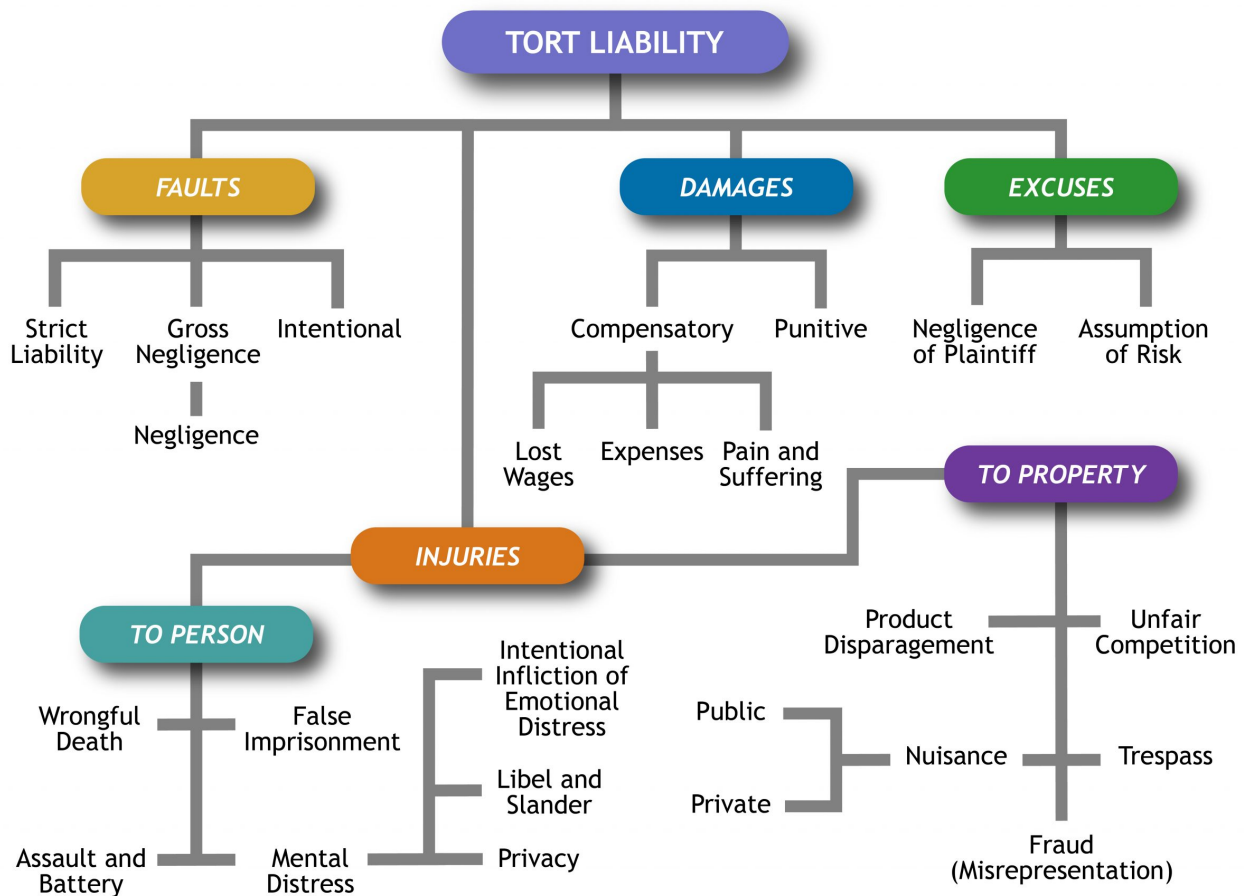 TORT LIABILITY
FAULTS
DAMAGES
EXCUSES
Strict
Liability
Gross
Negligence
Intentional
Negligence
Compensatory
Punitive
Lost
Wages
Expenses
Pain and
Suffering
Negligence
of Plaintiff
Assumption
of Risk
INJURIES
TO PERSON
Wrongful
Death
False
Imprisonment
Assault and
Battery
Mental
Distress
Intentional
Infliction of
Emotional
Distress
Libel and
Slander
Privacy
TO PROPERTY
Product
Disparagement
Unfair
Competition
Public
Private
Nuisance
Trespass
Fraud
(Misrepresentation)